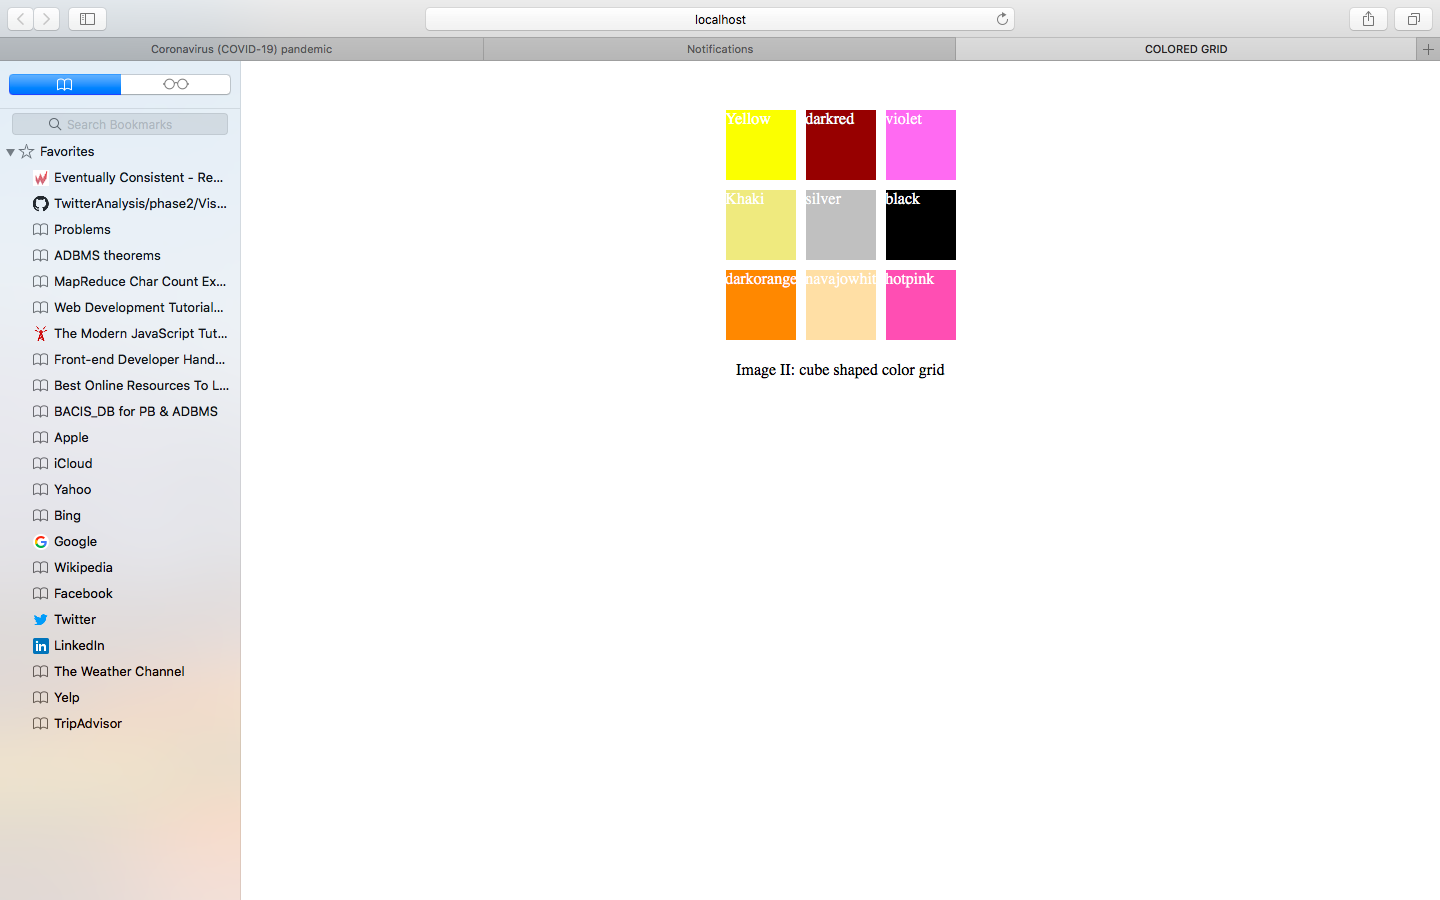 localhost
Coronavirus (COVID-19) pandemic
Notifications
COLORED GRID
Search Bookmarks
Favorites
Eventually Consistent - Re...
TwitterAnalysis/phase2/Vis...
Problems
ADBMS theorems
MapReduce Char Count Ex...
Web Development Tutorial...
The Modern JavaScript Tut...
Front-end Developer Hand...
Best Online Resources To L...
BACIS_DB for PB & ADBMS
Apple
iCloud
Yahoo
Bing
Google
Wikipedia
Facebook
Twitter
LinkedIn
The Weather Channel
Yelp
TripAdvisor
Yellow
darkred
violet
Khaki
silver
black
darkorange
navajowhit
hotpink
Image II: cube shaped color grid